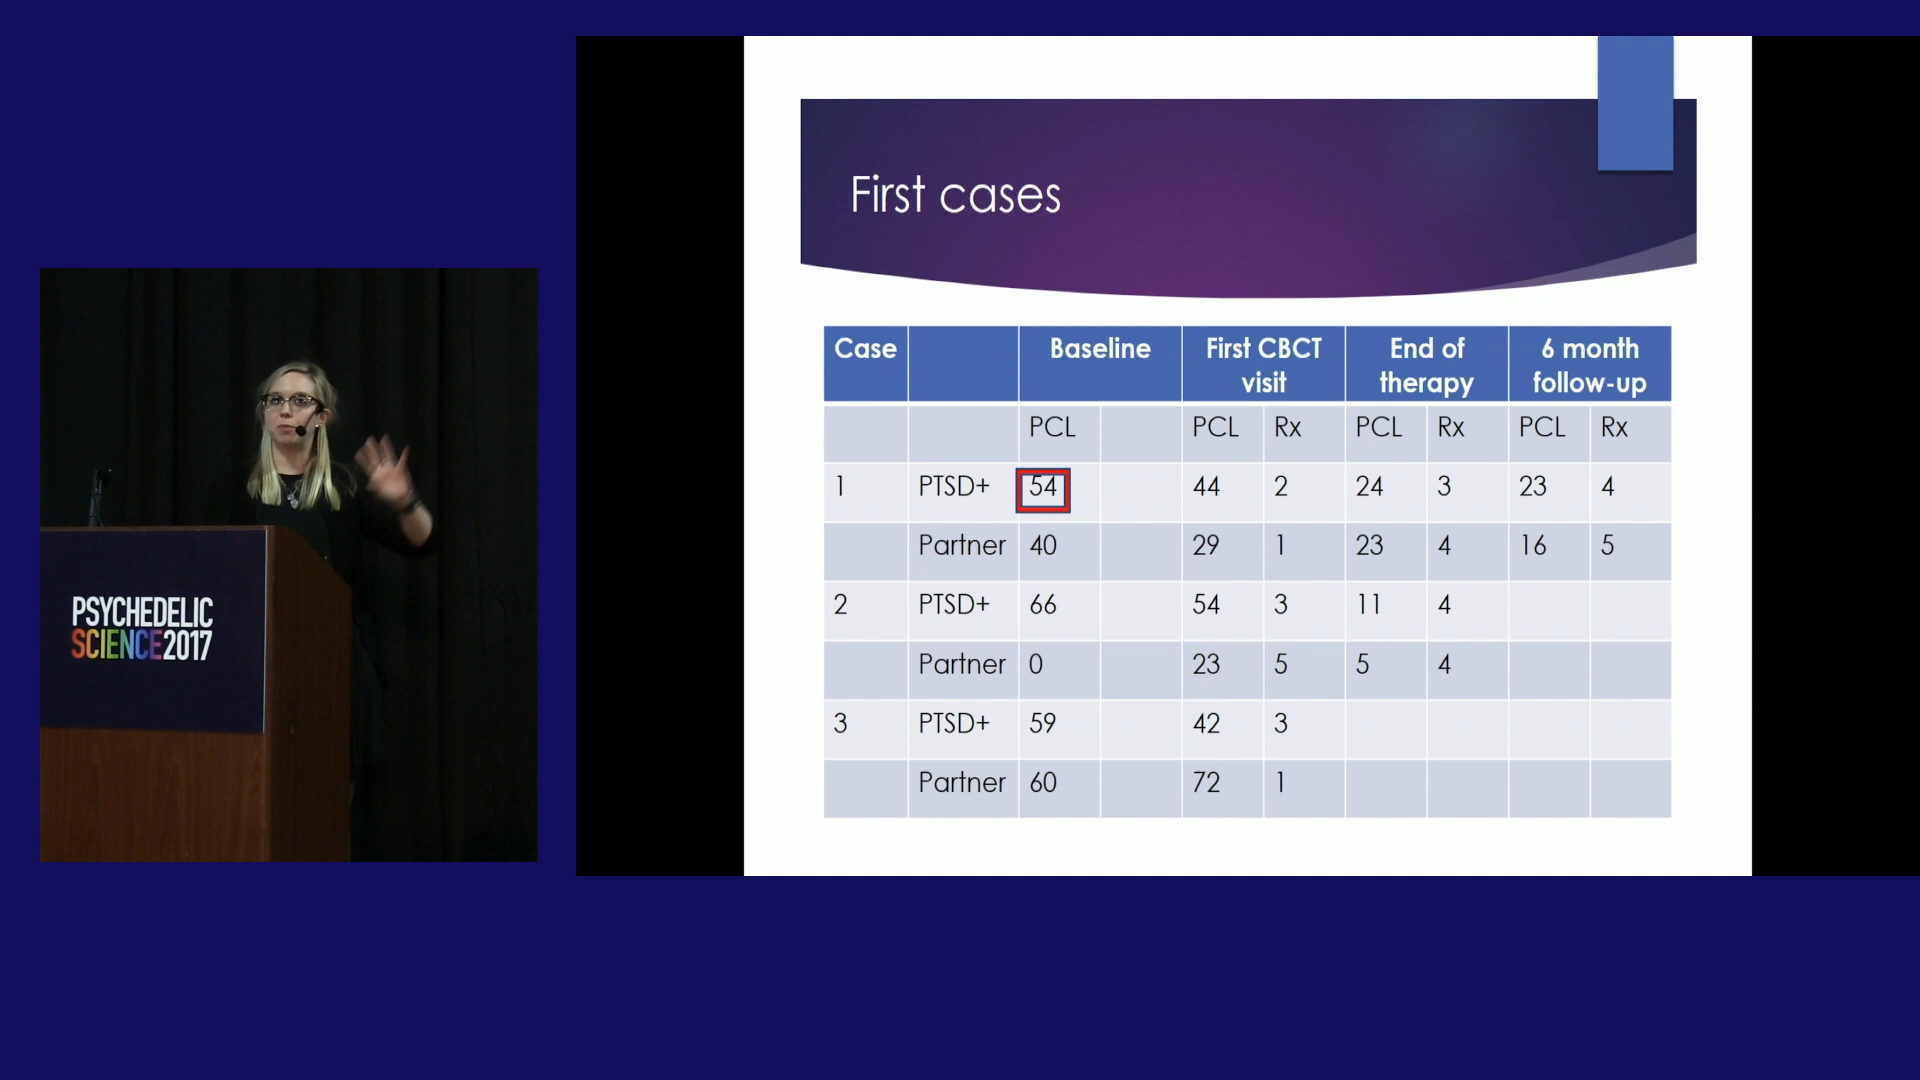 First cases
Case Baseline First CBCT visit End of therapy 6 month follow-up
PCL PCL Rx PCL Rx PCL Rx
1 PTSD+ 54 44 2 24 3 23 4
Partner 40 29 1 23 4 16 5
2 PTSD+ 66 54 3 11 4
Partner 0 23 5 5 4
3 PTSD+ 59 42 3
Partner 60 72 1
PSYCHEDELIC
SCIENCE2017